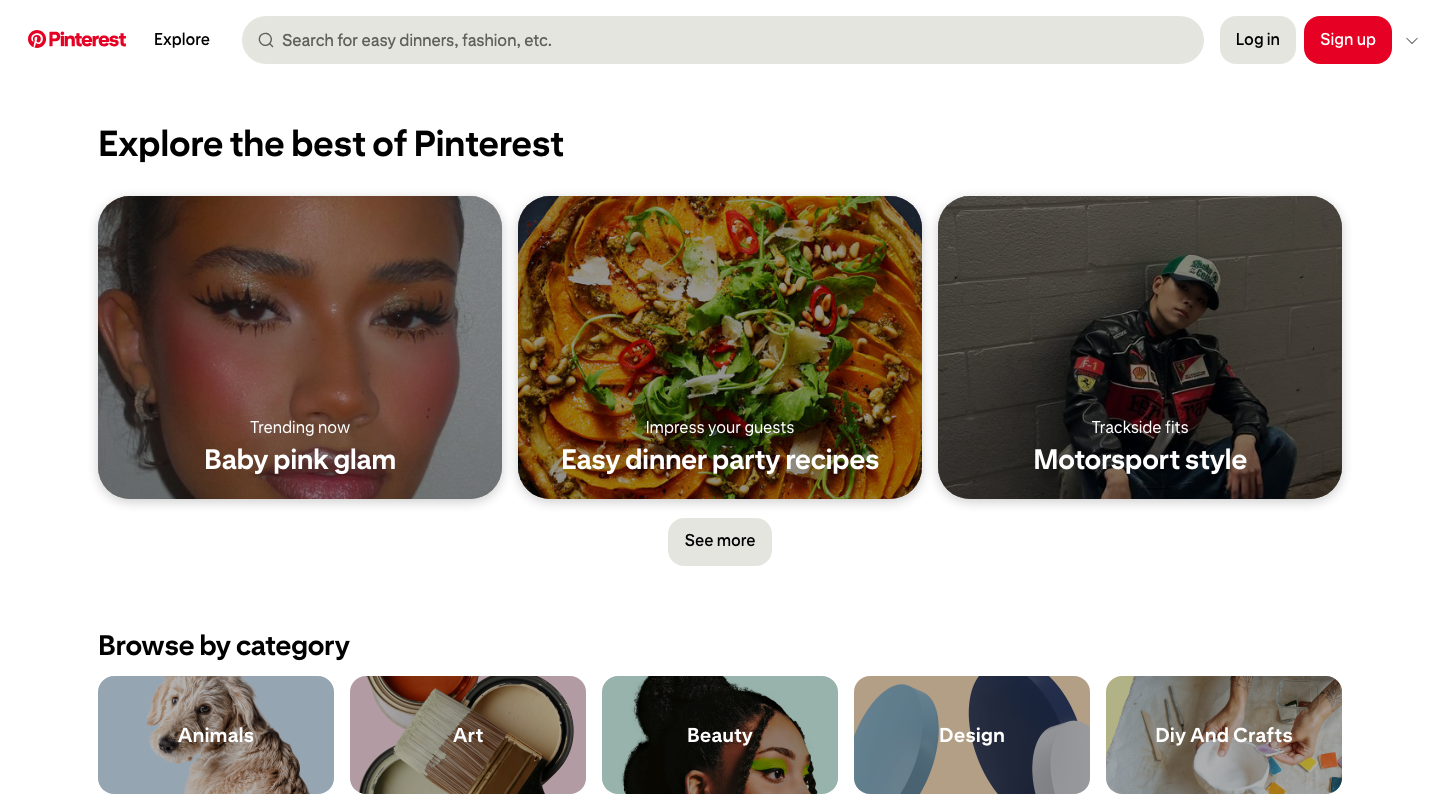 Pinterest
Explore
Search for easy dinners, fashion, etc.
Log in
Sign up
Explore the best of Pinterest
Trending now
Baby pink glam
Impress your guests
Easy dinner party recipes
Trackside fits
Motorsport style
See more
Browse by category
Animals
Art
Beauty
Design
Diy And Crafts